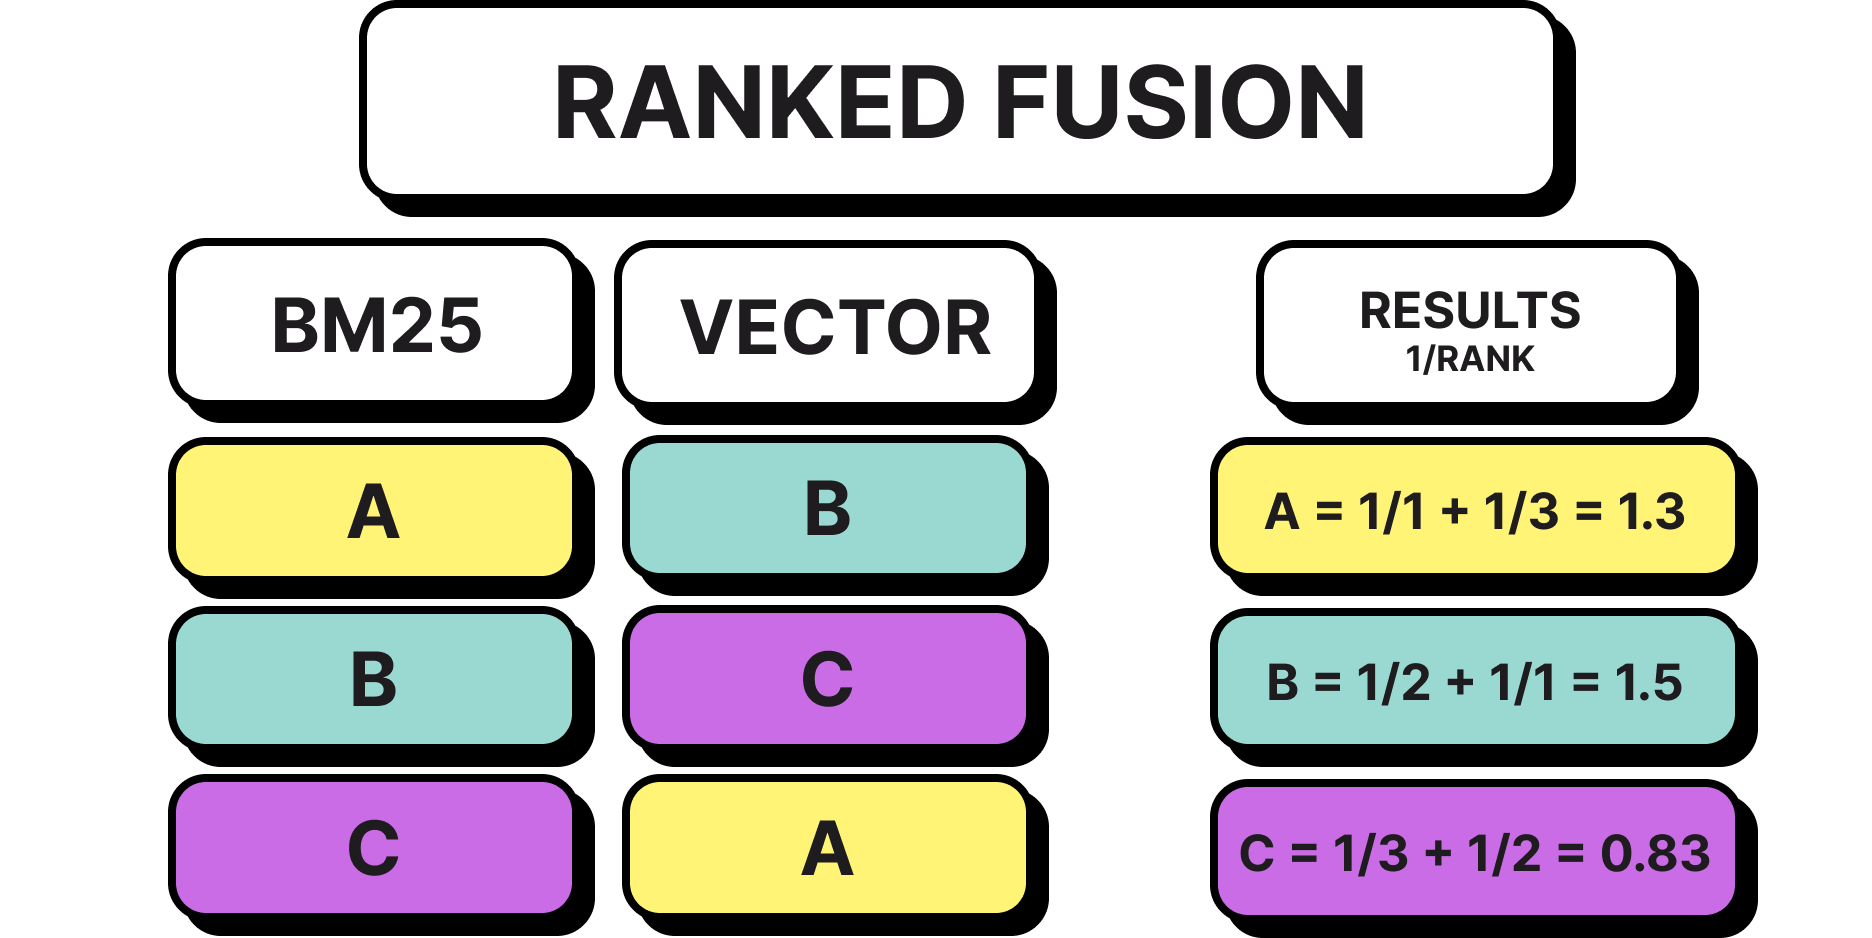 RANKED FUSION
BM25
VECTOR
RESULTS
1/RANK
A
B
A = 1/1 + 1/3 = 1.3
B
C
B = 1/2 + 1/1 = 1.5
C
A
C = 1/3 + 1/2 = 0.83